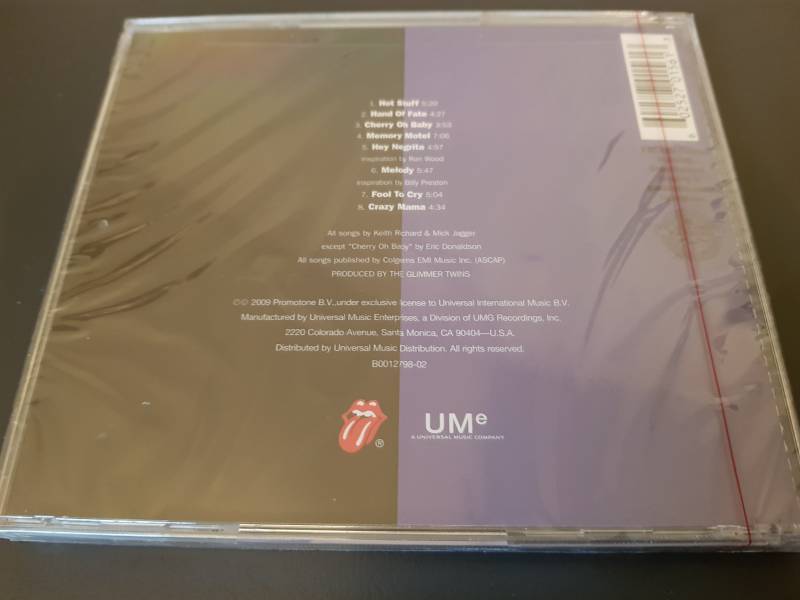 1. Hot Stuff 5:20
2. Hand Of Fate 4:27
3. Cherry Oh Baby 3:53
4. Memory Motel 7:06
5. Hey Negrita 4:57
inspiration by Ron Wood
6. Melody 5:47
inspiration by Billy Preston
7. Fool To Cry 5:04
8. Crazy Mama 4:34
All songs by Keith Richard & Mick Jagger
except "Cherry Oh Baby" by Eric Donaldson
All songs published by Colgems EMI Music Inc. (ASCAP)
PRODUCED BY THE GLIMMER TWINS
℗© 2009 Promotone B.V.,under exclusive license to Universal International Music B.V.
Manufactured by Universal Music Enterprises, a Division of UMG Recordings, Inc.
2220 Colorado Avenue, Santa Monica, CA 90404—U.S.A.
Distributed by Universal Music Distribution. All rights reserved.
B0012798-02
®
UMe
A UNIVERSAL MUSIC COMPANY